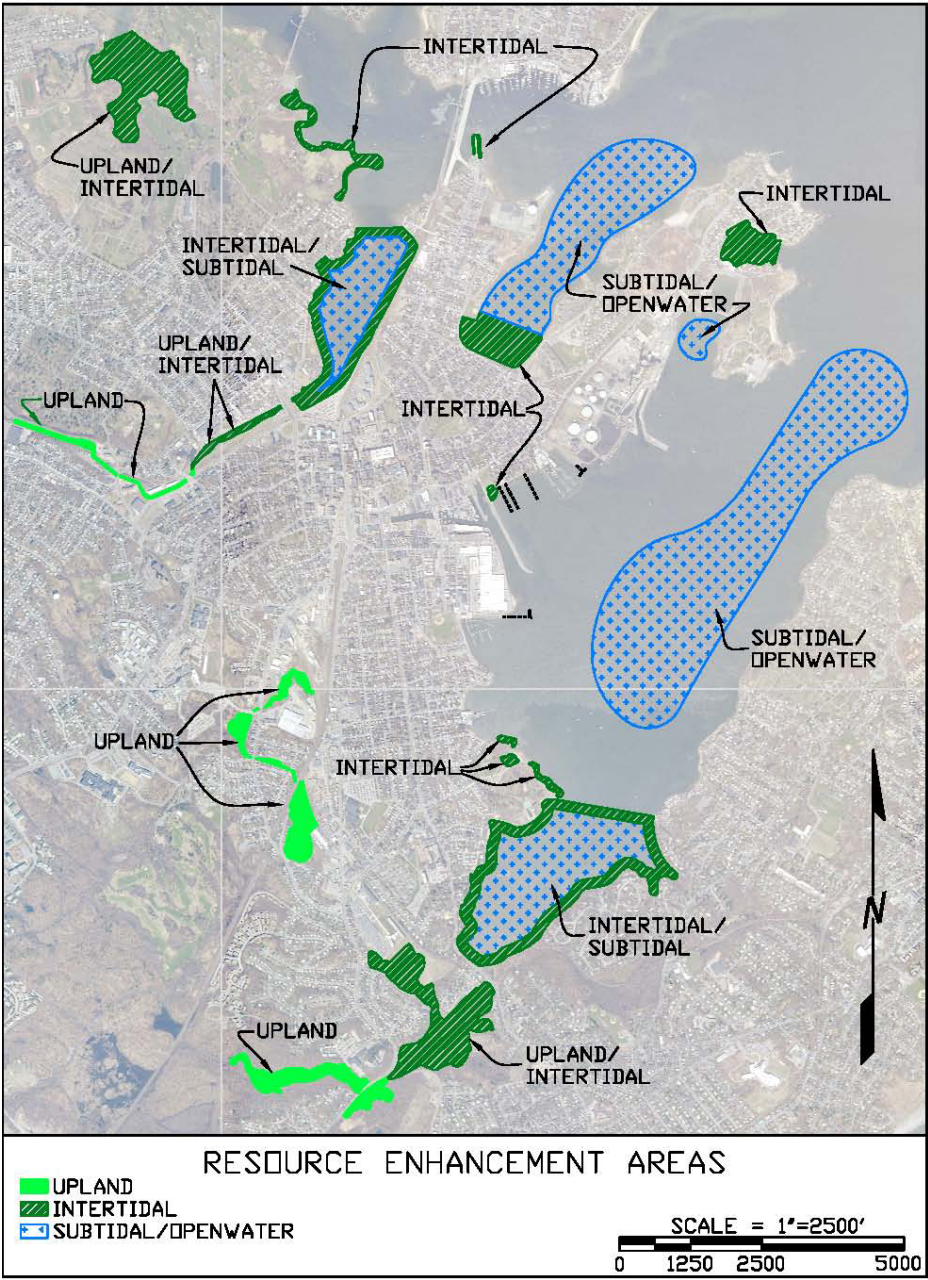 INTERTIDAL
UPLAND/
INTERTIDAL
INTERTIDAL
INTERTIDAL/
SUBTIDAL
SUBTIDAL/
OPENWATER
UPLAND/
INTERTIDAL
UPLAND
INTERTIDAL
SUBTIDAL/
OPENWATER
UPLAND
INTERTIDAL
N
INTERTIDAL/
SUBTIDAL
UPLAND
UPLAND/
INTERTIDAL
RESOURCE ENHANCEMENT AREAS
UPLAND
INTERTIDAL
SUBTIDAL/OPENWATER
SCALE = 1"=2500'
0 1250 2500 5000